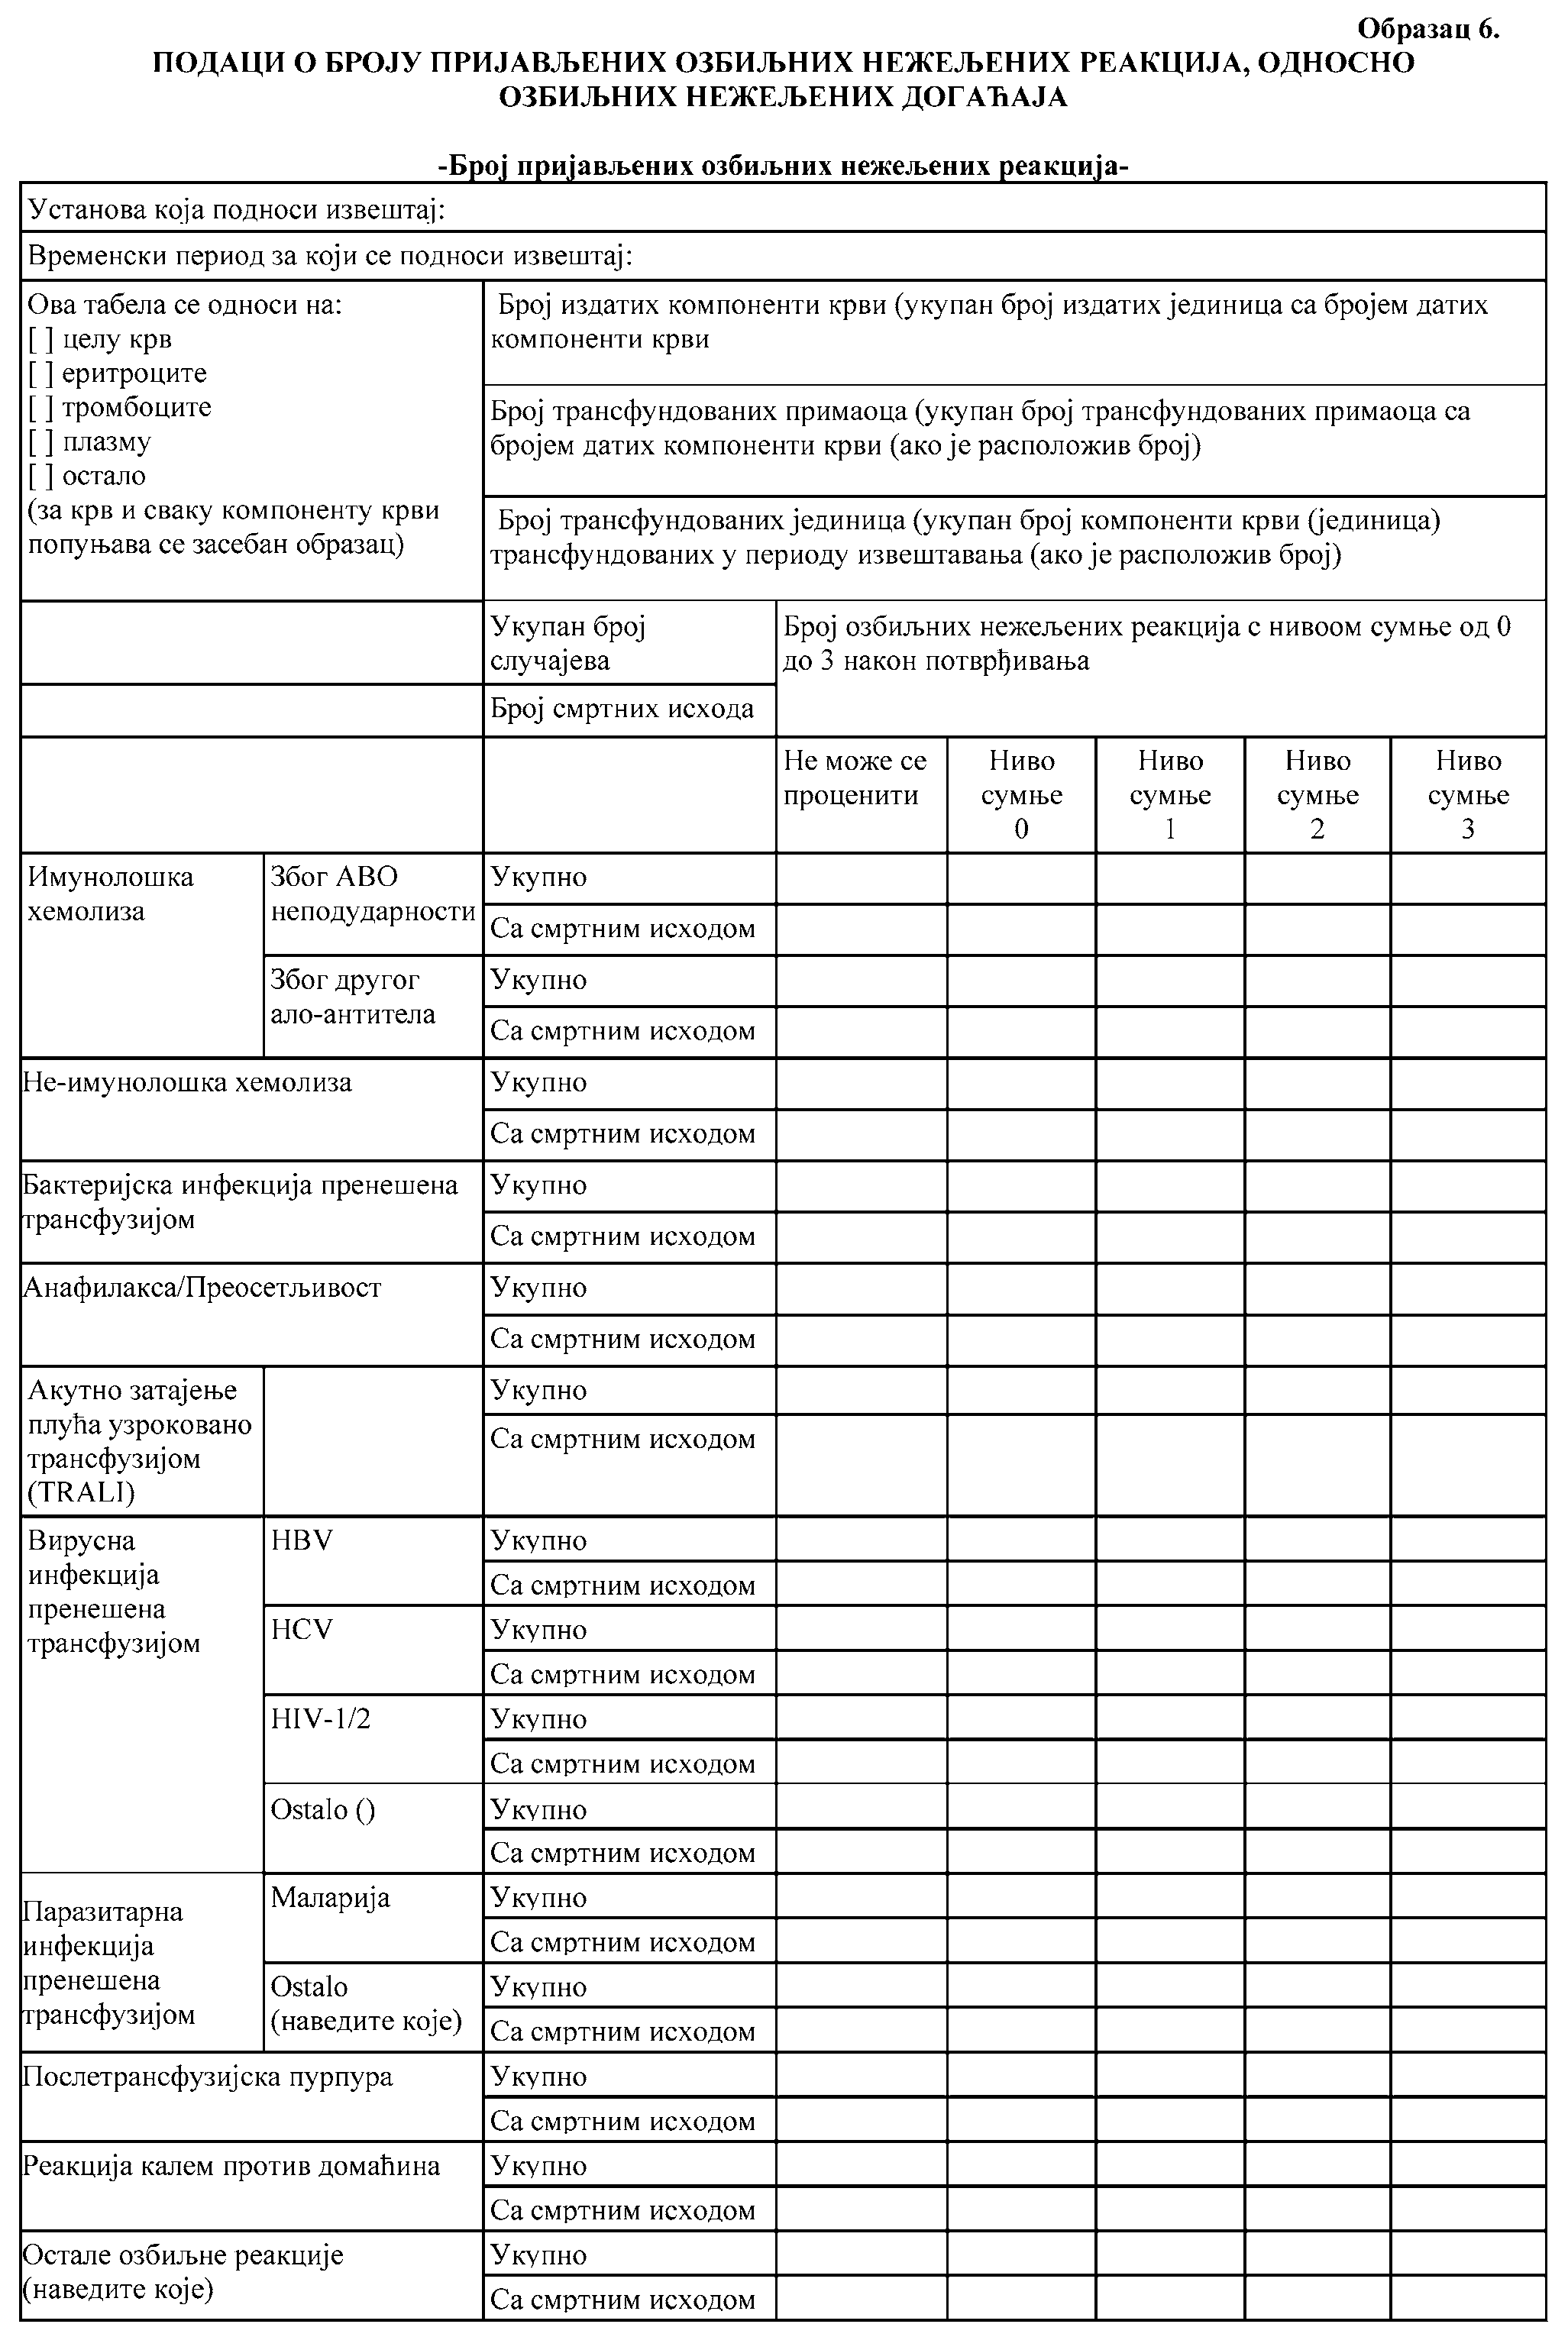 Образац 6.
ПОДАЦИ О БРОЈУ ПРИЈАВЉЕНИХ ОЗБИЉНИХ НЕЖЕЉЕНИХ РЕАКЦИЈА, ОДНОСНО
ОЗБИЉНИХ НЕЖЕЉЕНИХ ДОГАЂАЈА
-Број пријављених озбиљних нежељених реакција-
Установа која подноси извештај:
Временски период за који се подноси извештај:
Ова табела се односи на:
[ ] целу крв
[ ] еритроците
[ ] тромбоците
[ ] плазму
[ ] остало
(за крв и сваку компоненту крви
попуњава се засебан образац)
Број издатих компоненти крви (укупан број издатих јединица са бројем датих
компоненти крви
Број трансфундованих примаоца (укупан број трансфундованих примаоца са
бројем датих компоненти крви (ако је расположив број)
Број трансфундованих јединица (укупан број компоненти крви (јединица)
трансфундованих у периоду извештавања (ако је расположив број)
Укупан број
случајева
Број смртних исхода
Број озбиљних нежељених реакција с нивоом сумње од 0
до 3 након потврђивања
Не може се
проценити
Ниво
сумње
0
Ниво
сумње
1
Ниво
сумње
2
Ниво
сумње
3
Имунолошка
хемолиза
Због АВО
неподударности
Укупно
Са смртним исходом
Због другог
ало-антитела
Укупно
Са смртним исходом
Не-имунолошка хемолиза
Укупно
Са смртним исходом
Бактеријска инфекција пренешена
трансфузијом
Укупно
Са смртним исходом
Анафилакса/Преосетљивост
Укупно
Са смртним исходом
Акутно затајење
плућа узроковано
трансфузијом
(TRALI)
Укупно
Са смртним исходом
Вирусна
инфекција
пренешена
трансфузијом
HBV
Укупно
Са смртним исходом
HCV
Укупно
Са смртним исходом
HIV-1/2
Укупно
Са смртним исходом
Ostalo ()
Укупно
Са смртним исходом
Паразитарна
инфекција
пренешена
трансфузијом
Маларија
Укупно
Са смртним исходом
Ostalo
(наведите које)
Укупно
Са смртним исходом
Послетрансфузијска пурпура
Укупно
Са смртним исходом
Реакција калем против домаћина
Укупно
Са смртним исходом
Остале озбиљне реакције
(наведите које)
Укупно
Са смртним исходом